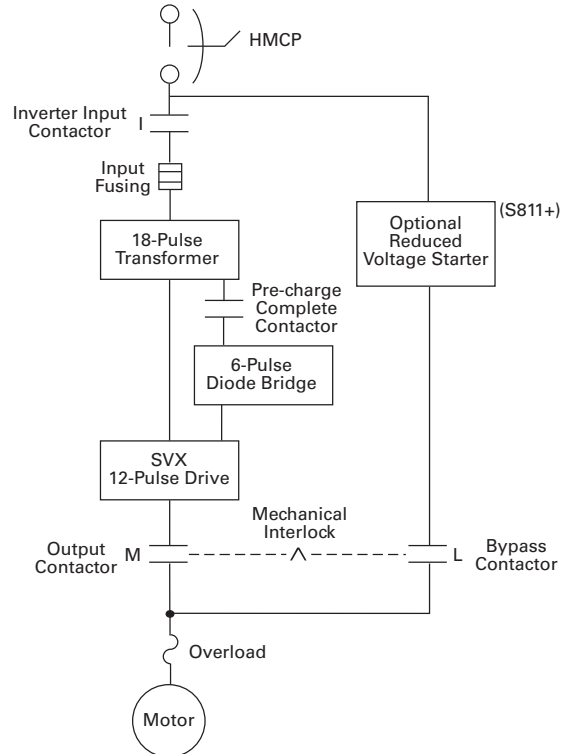 HMCP
Inverter Input
Contactor
I
Input
Fusing
(S811+)
Optional
Reduced
Voltage Starter
18-Pulse
Transformer
Pre-charge
Complete
Contactor
6-Pulse
Diode Bridge
SVX
12-Pulse Drive
Mechanical
Interlock
Output
Contactor
M
L
Bypass
Contactor
Overload
Motor